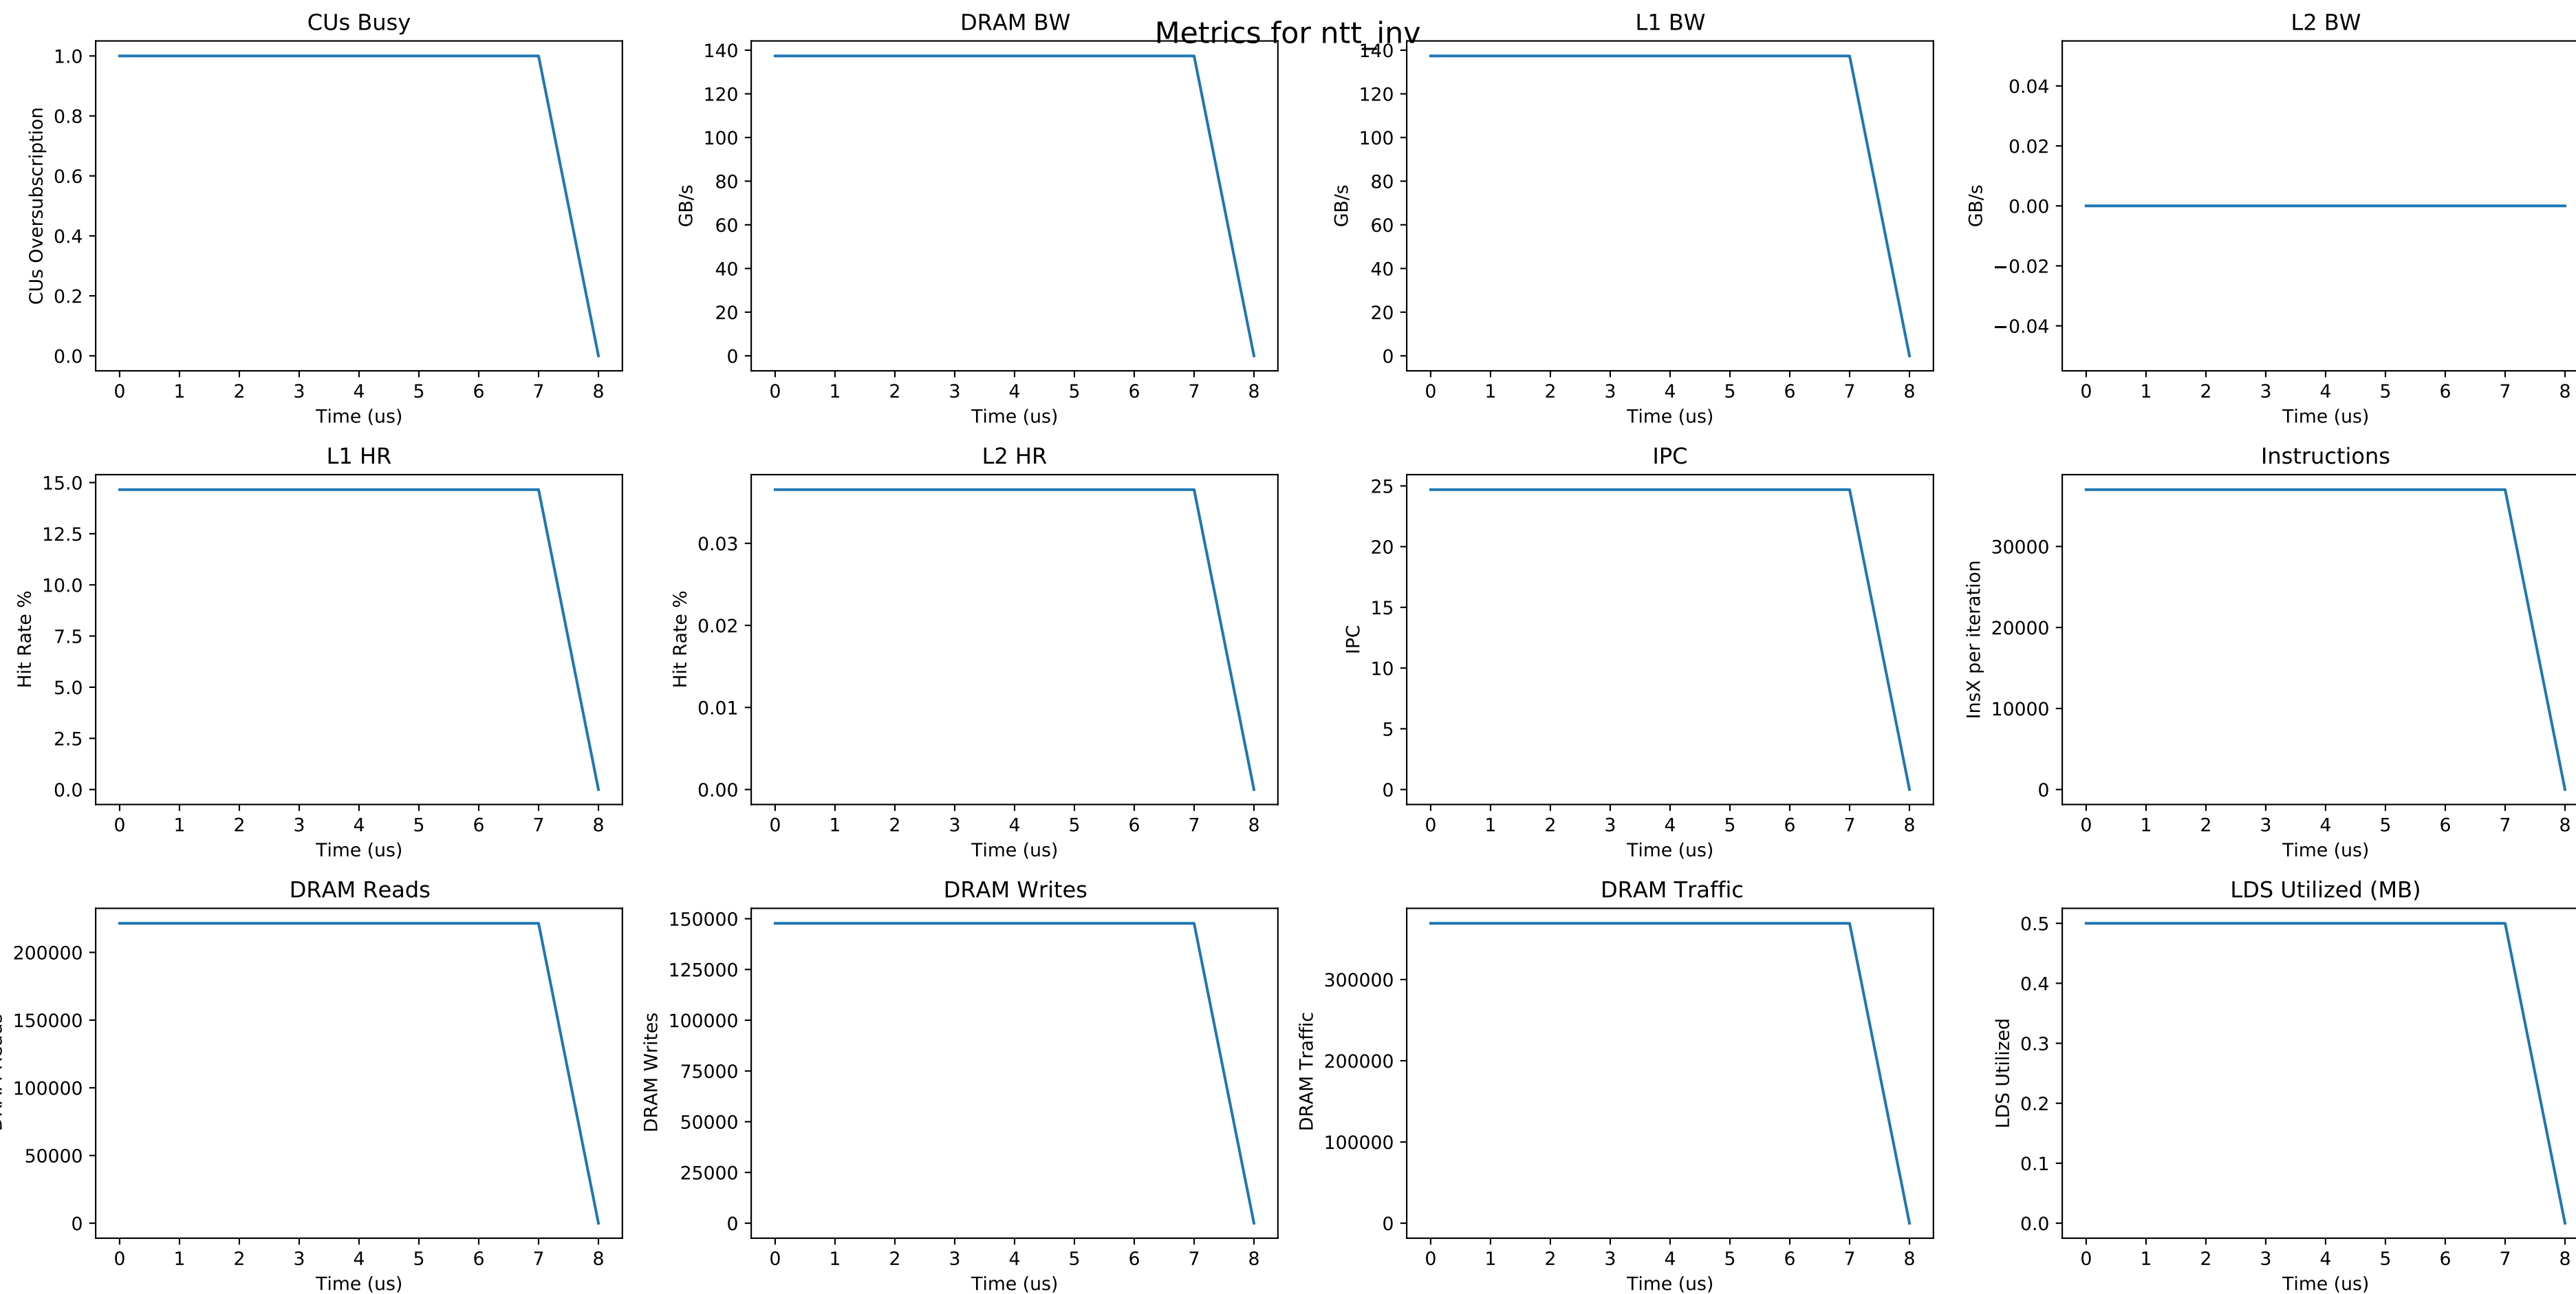 Metrics for ntt_inv
CUs Busy
CUs Oversubscription
1.0
0.8
0.6
0.4
0.2
0.0
0 1 2 3 4 5 6 7 8
Time (us)
DRAM BW
GB/s
140
120
100
80
60
40
20
0
0 1 2 3 4 5 6 7 8
Time (us)
L1 BW
GB/s
140
120
100
80
60
40
20
0
0 1 2 3 4 5 6 7 8
Time (us)
L2 BW
GB/s
0.04
0.02
0.00
−0.02
−0.04
0 1 2 3 4 5 6 7 8
Time (us)
L1 HR
Hit Rate %
15.0
12.5
10.0
7.5
5.0
2.5
0.0
0 1 2 3 4 5 6 7 8
Time (us)
L2 HR
Hit Rate %
0.03
0.02
0.01
0.00
0 1 2 3 4 5 6 7 8
Time (us)
IPC
IPC
25
20
15
10
5
0
0 1 2 3 4 5 6 7 8
Time (us)
Instructions
InsX per iteration
30000
20000
10000
0
0 1 2 3 4 5 6 7 8
Time (us)
DRAM Reads
200000
150000
100000
50000
0
0 1 2 3 4 5 6 7 8
Time (us)
DRAM Writes
DRAM Writes
150000
125000
100000
75000
50000
25000
0
0 1 2 3 4 5 6 7 8
Time (us)
DRAM Traffic
DRAM Traffic
300000
200000
100000
0
0 1 2 3 4 5 6 7 8
Time (us)
LDS Utilized (MB)
LDS Utilized
0.5
0.4
0.3
0.2
0.1
0.0
0 1 2 3 4 5 6 7 8
Time (us)